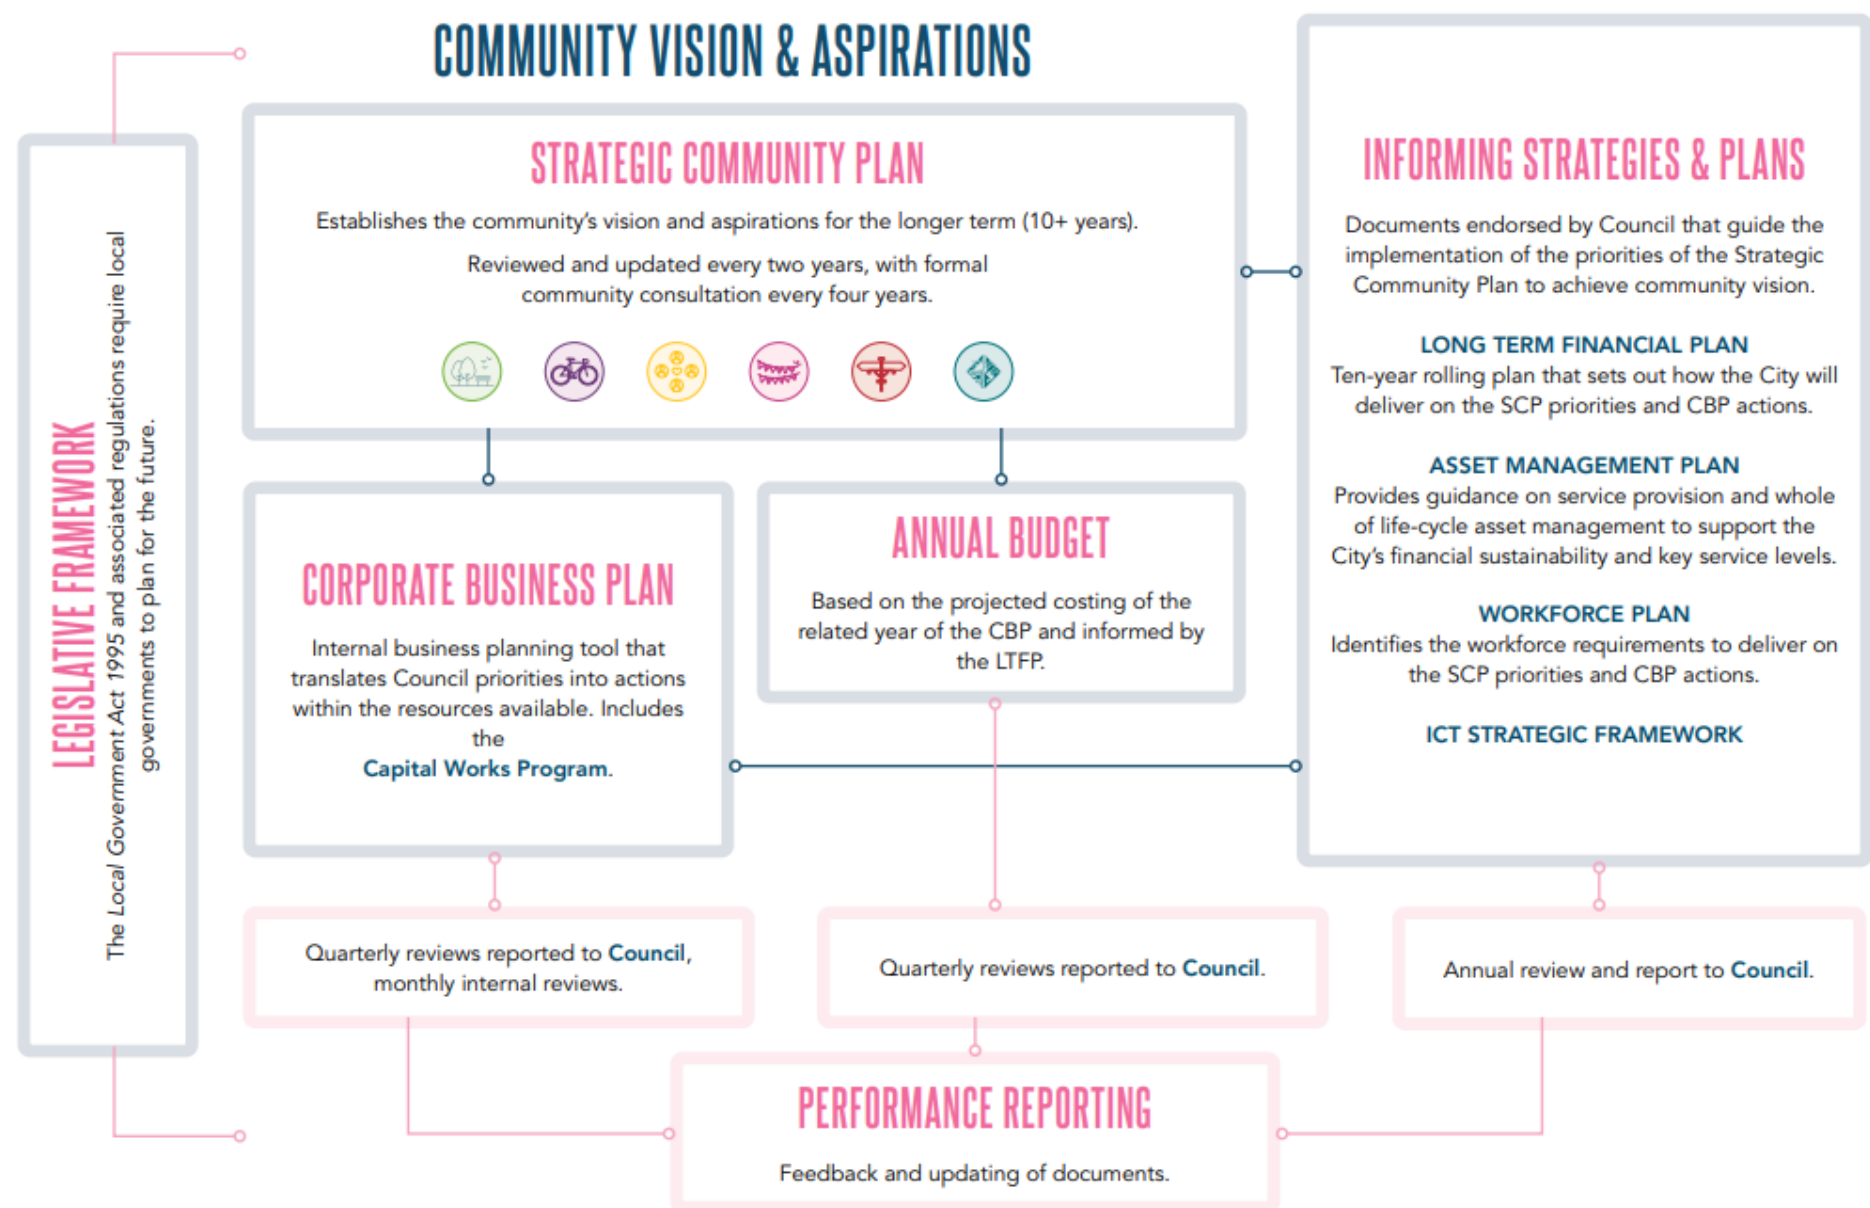 COMMUNITY VISION & ASPIRATIONS
LEGISLATIVE FRAMEWORK
The Local Government Act 1995 and associated regulations require local
governments to plan for the future.
STRATEGIC COMMUNITY PLAN
Establishes the community's vision and aspirations for the longer term (10+ years).
Reviewed and updated every two years, with formal
community consultation every four years.
INFORMING STRATEGIES & PLANS
Documents endorsed by Council that guide the
implementation of the priorities of the Strategic
Community Plan to achieve community vision.
LONG TERM FINANCIAL PLAN
Ten-year rolling plan that sets out how the City will
deliver on the SCP priorities and CBP actions.
ASSET MANAGEMENT PLAN
Provides guidance on service provision and whole
of life-cycle asset management to support the
City's financial sustainability and key service levels.
WORKFORCE PLAN
Identifies the workforce requirements to deliver on
the SCP priorities and CBP actions.
ICT STRATEGIC FRAMEWORK
CORPORATE BUSINESS PLAN
Internal business planning tool that
translates Council priorities into actions
within the resources available. Includes
the
Capital Works Program.
ANNUAL BUDGET
Based on the projected costing of the
related year of the CBP and informed by
the LTFP.
Quarterly reviews reported to Council,
monthly internal reviews.
Quarterly reviews reported to Council.
Annual review and report to Council.
PERFORMANCE REPORTING
Feedback and updating of documents.